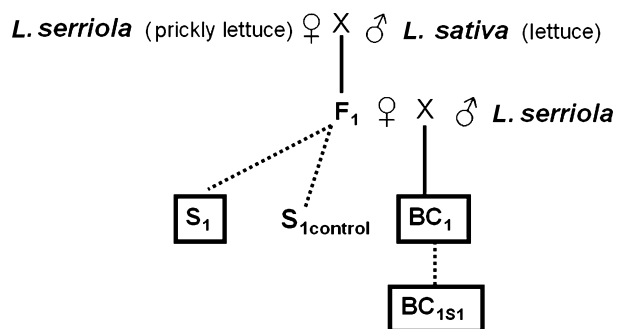 L. serriola (prickly lettuce) ♀ X ♂ L. sativa (lettuce)
F₁ ♀ X ♂ L. serriola
S₁ S₁control BC₁
BC₁S₁